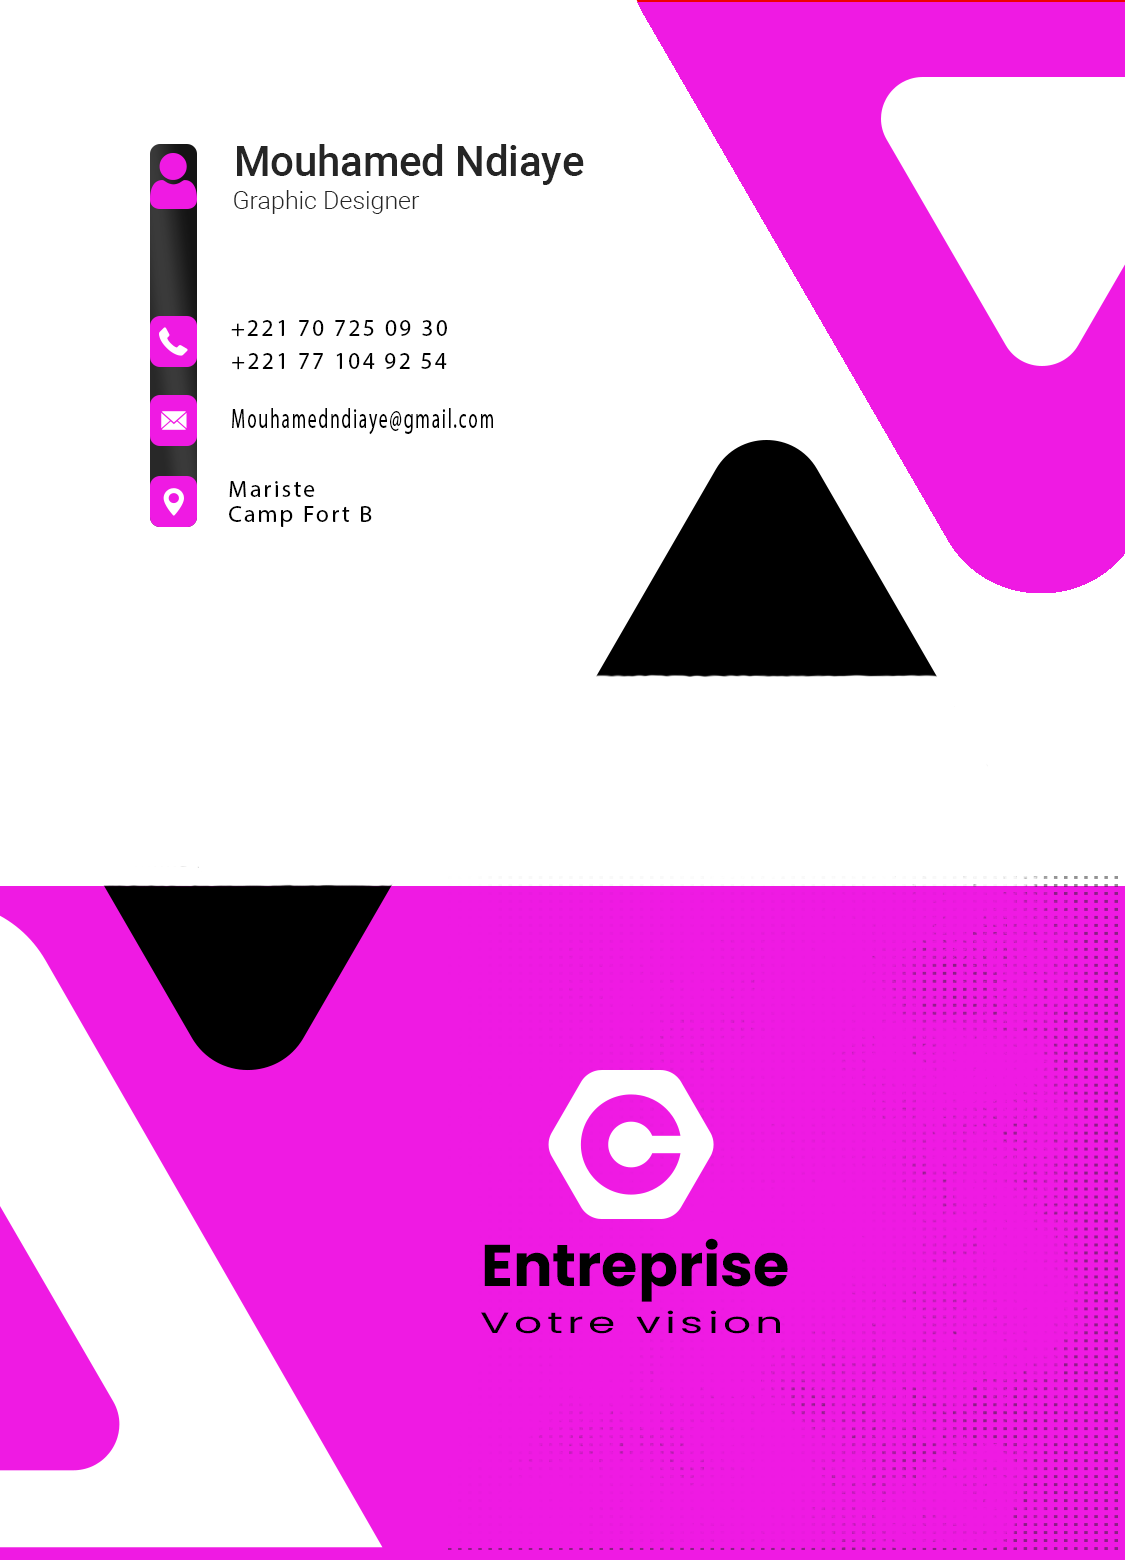 Mouhamed Ndiaye
Graphic Designer
+221 70 725 09 30
+221 77 104 92 54
Mouhamedndiaye@gmail.com
Mariste
Camp Fort B
C
Entreprise
Votre vision